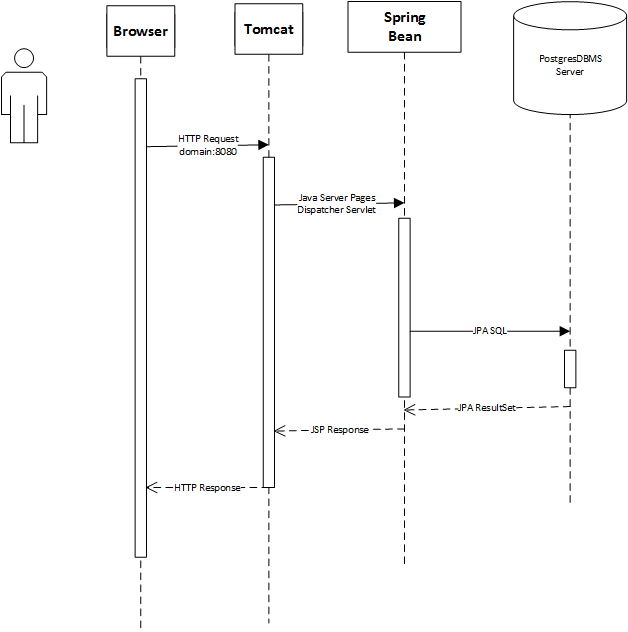 Browser
Tomcat
Spring
Bean
PostgresDBMS
Server
HTTP Request
domain:8080
Java Server Pages
Dispatcher Servlet
JPA SQL
JPA ResultSet
JSP Response
HTTP Response